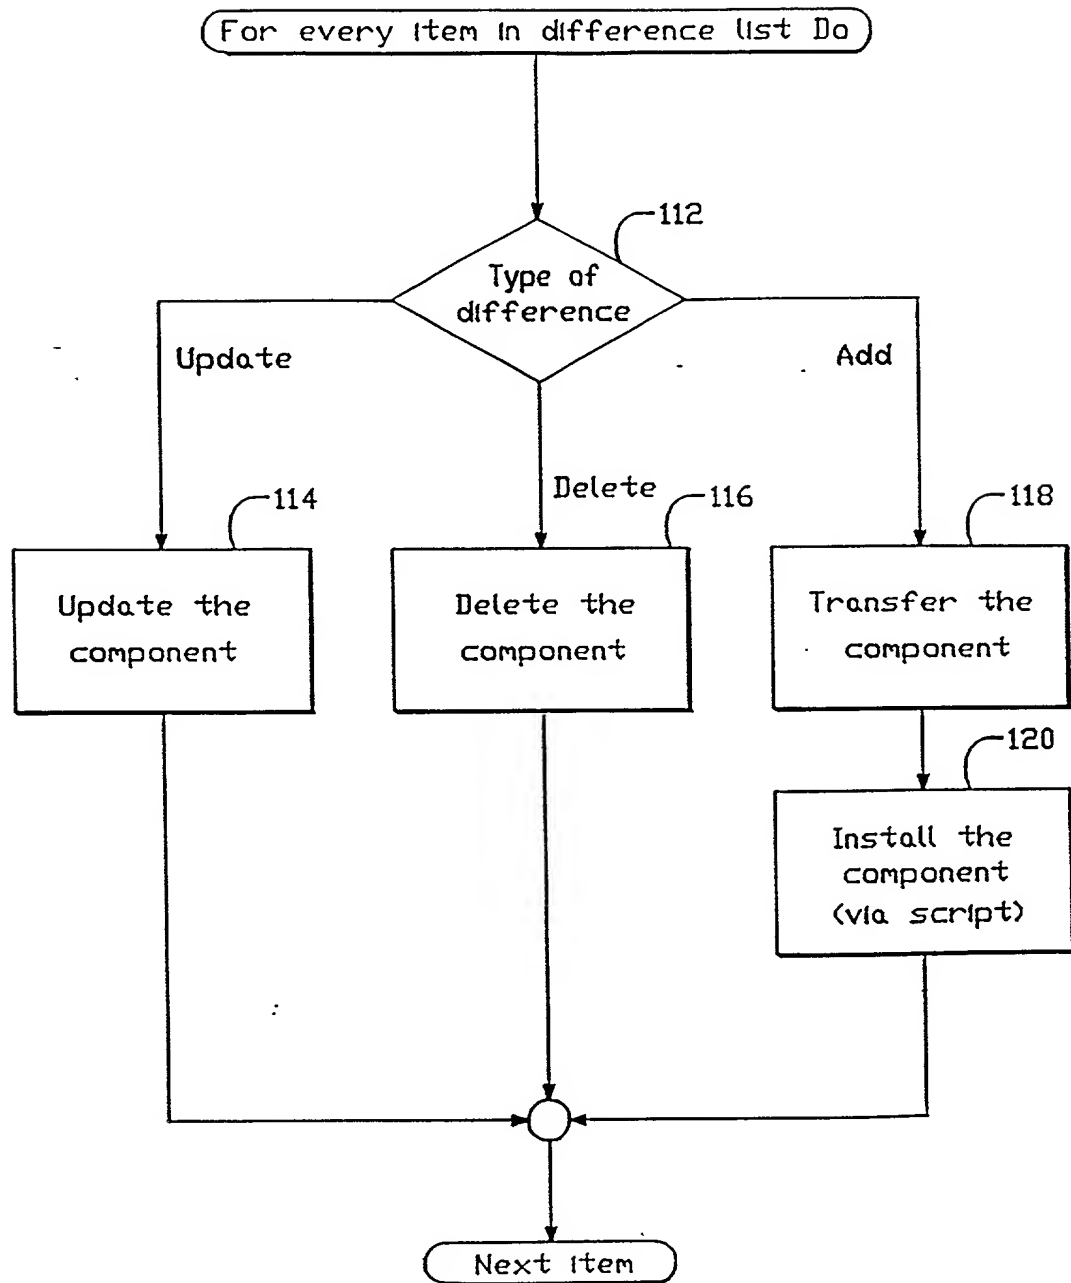 For every item in difference list Do
112
Type of
difference
Update
Add
Delete
114
116
118
Update the
component
Delete the
component
Transfer the
component
120
Install the
component
(via script)
Next item